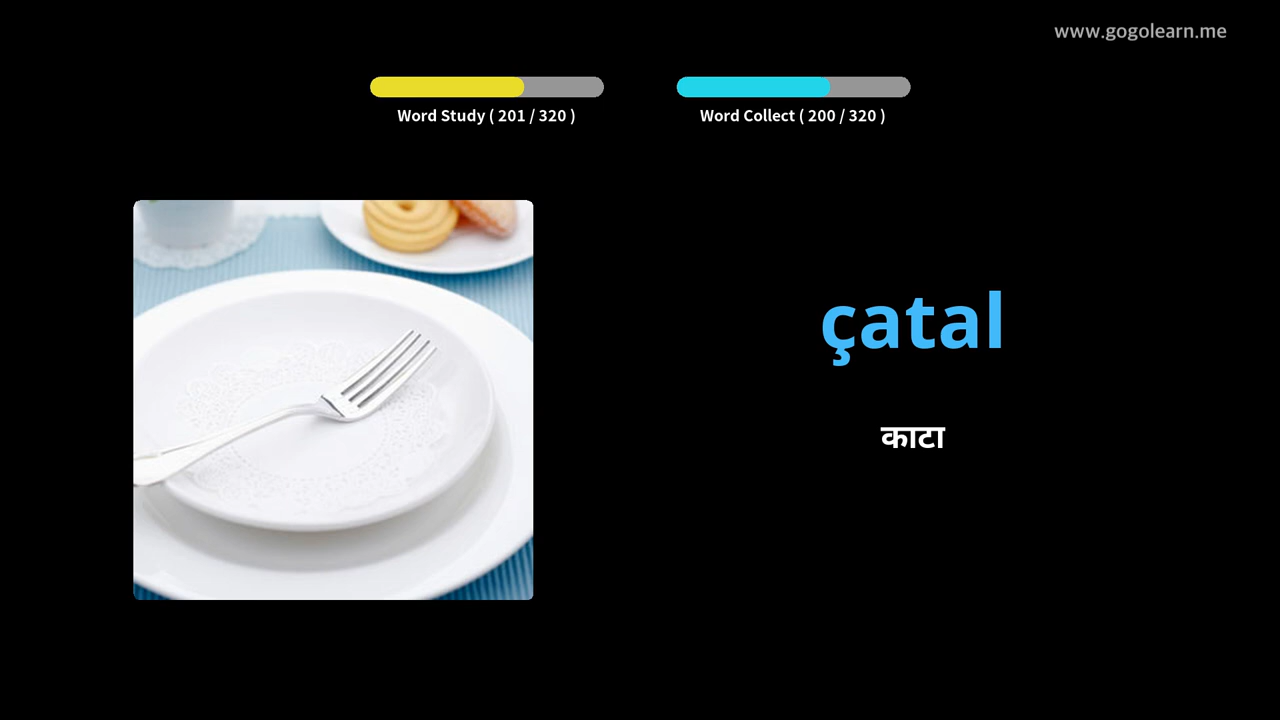 www.gogolearn.me
Word Study ( 201 / 320 )
Word Collect ( 200 / 320 )
çatal
काटा